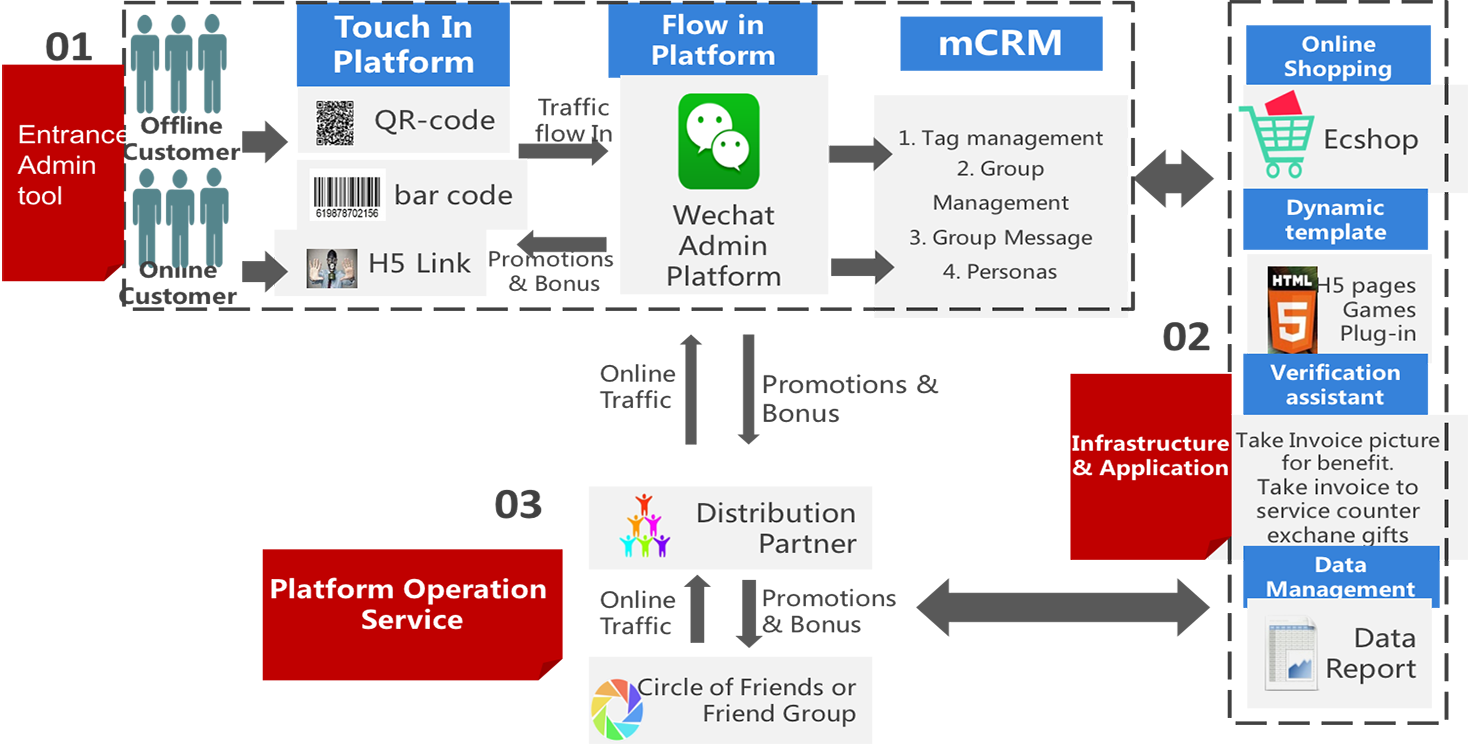 01
Entrance
Admin
tool
Offline
Customer
Online
Customer
Touch In
Platform
QR-code
bar code
619878702156
H5 Link
Traffic
flow In
Promotions
& Bonus
Flow in
Platform
Wechat
Admin
Platform
mCRM
1. Tag management
2. Group
Management
3. Group Message
4. Personas
Online
Traffic
Promotions &
Bonus
02
Infrastructure
& Application
Online
Shopping
Ecshop
Dynamic
template
HTML
5
H5 pages
Games
Plug-in
Verification
assistant
Take Invoice picture
for benefit.
Take invoice to
service counter
exchane gifts
Data
Management
Data
Report
03
Platform Operation
Service
Distribution
Partner
Online
Traffic
Promotions
& Bonus
Circle of Friends or
Friend Group